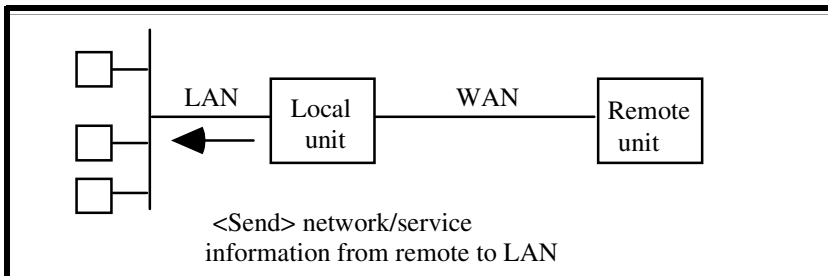 LAN
Local
unit
WAN
Remote
unit
<Send> network/service
information from remote to LAN